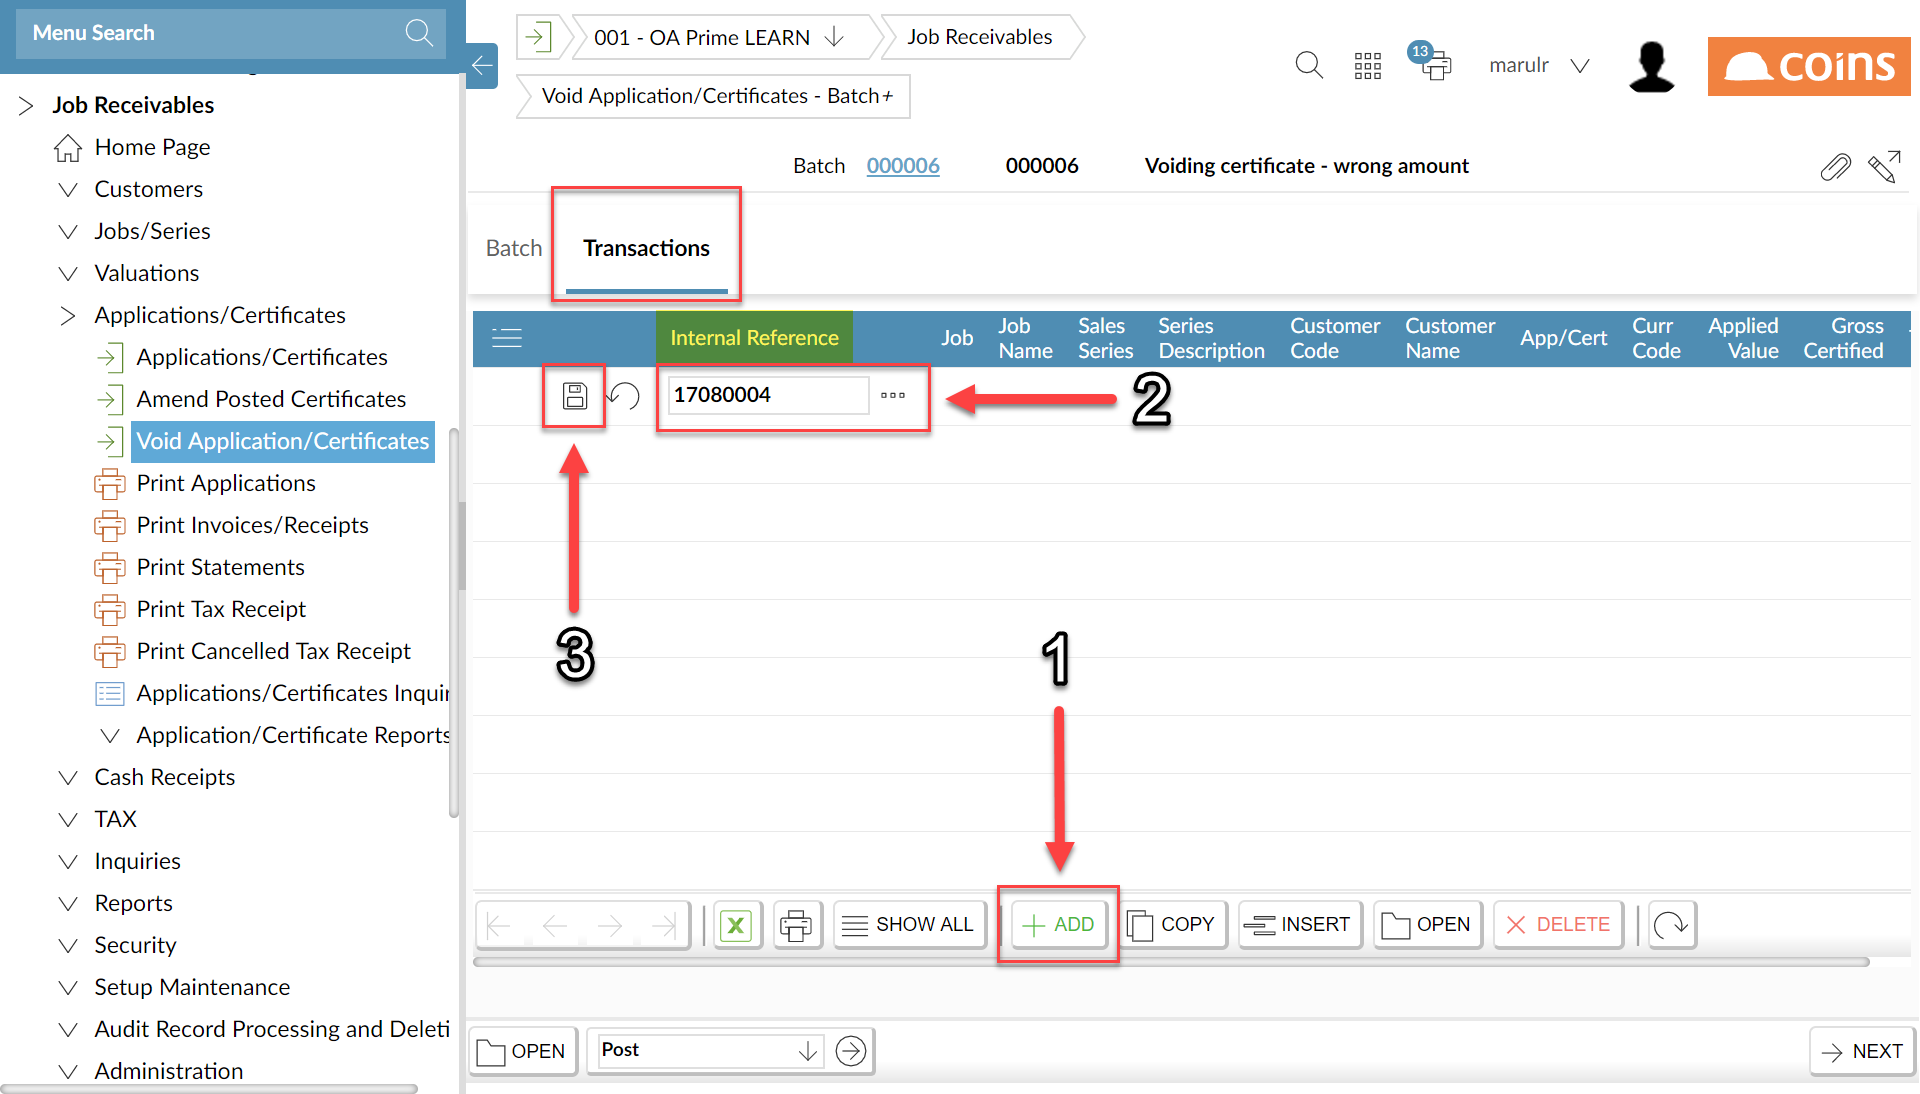 Menu Search
Job Receivables
Home Page
Customers
Jobs/Series
Valuations
Applications/Certificates
Applications/Certificates
Amend Posted Certificates
Void Application/Certificates
Print Applications
Print Invoices/Receipts
Print Statements
Print Tax Receipt
Print Cancelled Tax Receipt
Applications/Certificates Inquir
Application/Certificate Reports
Cash Receipts
TAX
Inquiries
Reports
Security
Setup Maintenance
Audit Record Processing and Deleti
Administration
001 - OA Prime LEARN
Job Receivables
Void Application/Certificates - Batch+
13
marulr
coins
Batch 000006 000006 Voiding certificate - wrong amount
Batch Transactions
Internal Reference
Job
Job Name
Sales Series
Series Description
Customer Code
Customer Name
App/Cert
Curr Code
Applied Value
Gross Certified
17080004
2
3
1
SHOW ALL
ADD
COPY
INSERT
OPEN
DELETE
OPEN
Post
NEXT